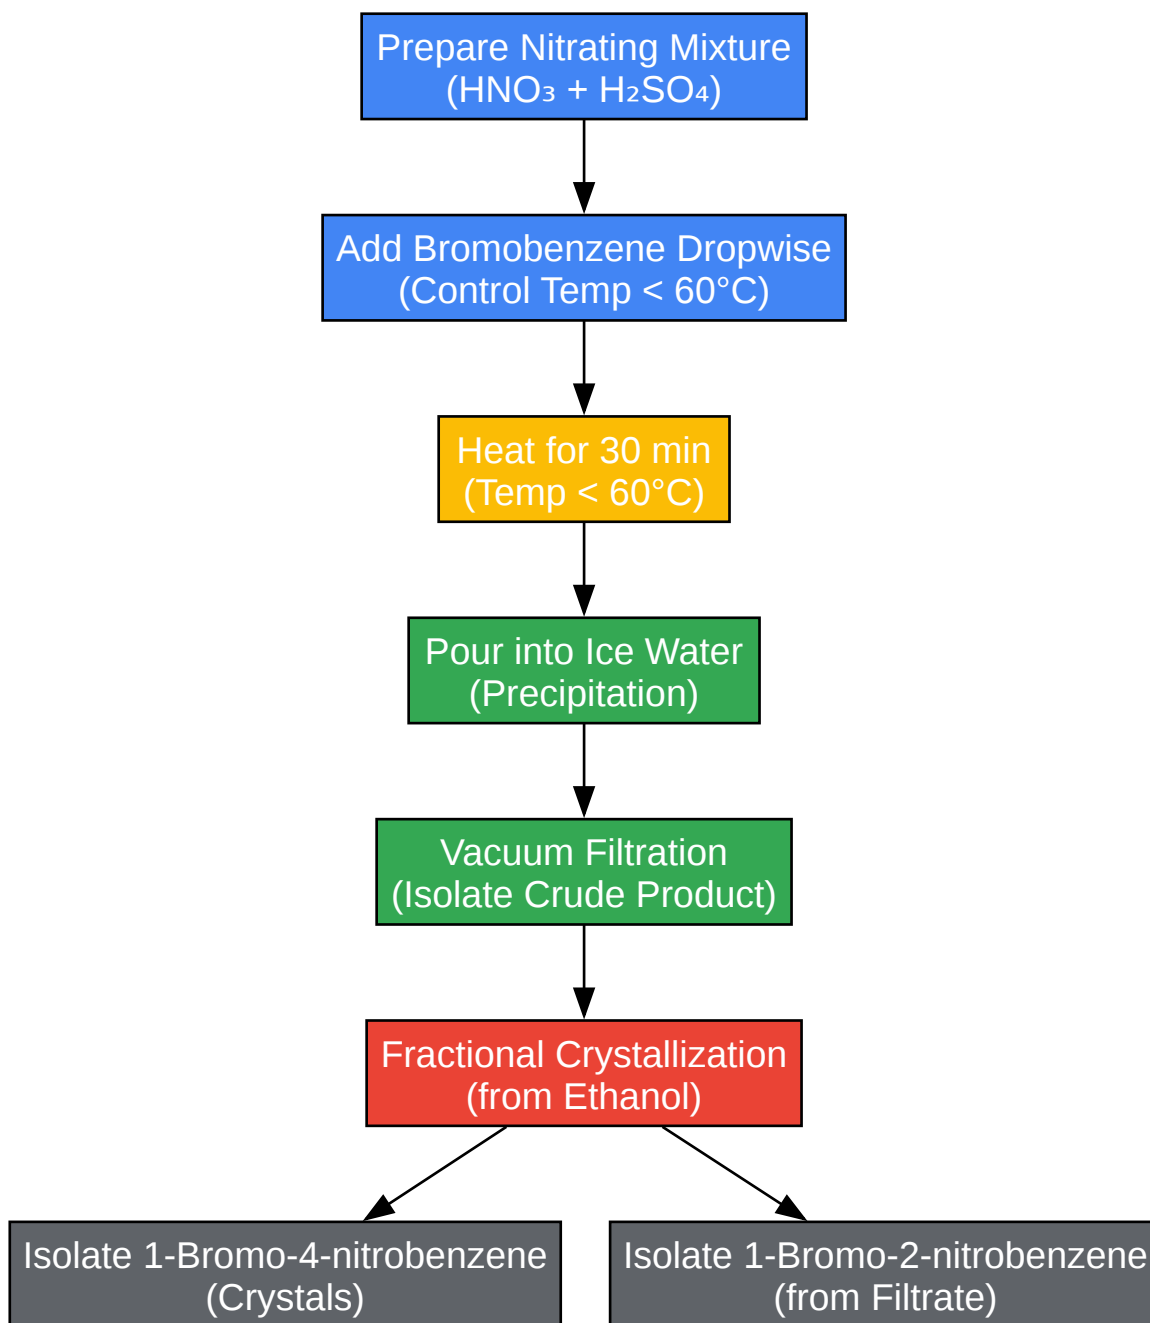 Prepare Nitrating Mixture
(HNO₃ + H₂SO₄)
Add Bromobenzene Dropwise
(Control Temp < 60°C)
Heat for 30 min
(Temp < 60°C)
Pour into Ice Water
(Precipitation)
Vacuum Filtration
(Isolate Crude Product)
Fractional Crystallization
(from Ethanol)
Isolate 1-Bromo-4-nitrobenzene
(Crystals)
Isolate 1-Bromo-2-nitrobenzene
(from Filtrate)